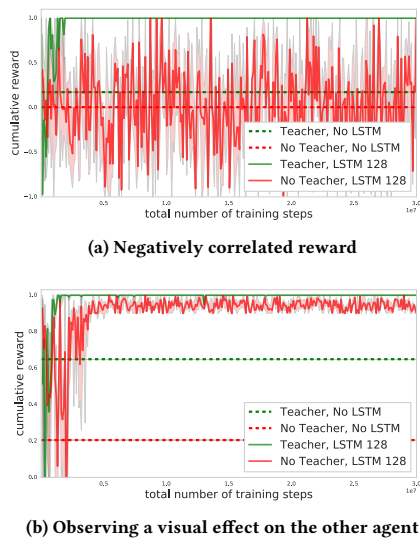 1.0
0.5
0.0
−0.5
−1.0
cumulative reward
Teacher, No LSTM
No Teacher, No LSTM
Teacher, LSTM 128
No Teacher, LSTM 128
0.5 1.0 1.5 2.0 2.5 3.0
1e7
total number of training steps
(a) Negatively correlated reward
1.0
0.8
0.6
0.4
0.2
0.0
cumulative reward
Teacher, No LSTM
No Teacher, No LSTM
Teacher, LSTM 128
No Teacher, LSTM 128
0.5 1.0 1.5 2.0 2.5 3.0
1e7
total number of training steps
(b) Observing a visual effect on the other agent